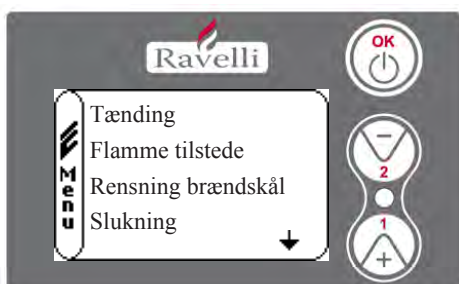 Ravelli
OK
Tænding
Flamme tilstede
Rensning brændskål
Slukning
Menu
2
1